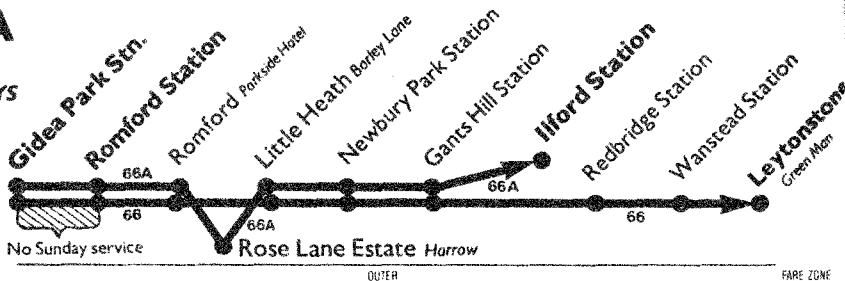 A
YS
Gidea Park Stn.
Romford Station
Romford Parkside Hotel
Little Heath Barley Lane
Newbury Park Station
Gants Hill Station
Ilford Station
Redbridge Station
Wanstead Station
Leytonstone
Green Man
66A
66A
66
66A
66
No Sunday service
Rose Lane Estate Harrow
OUTER
FARE ZONE